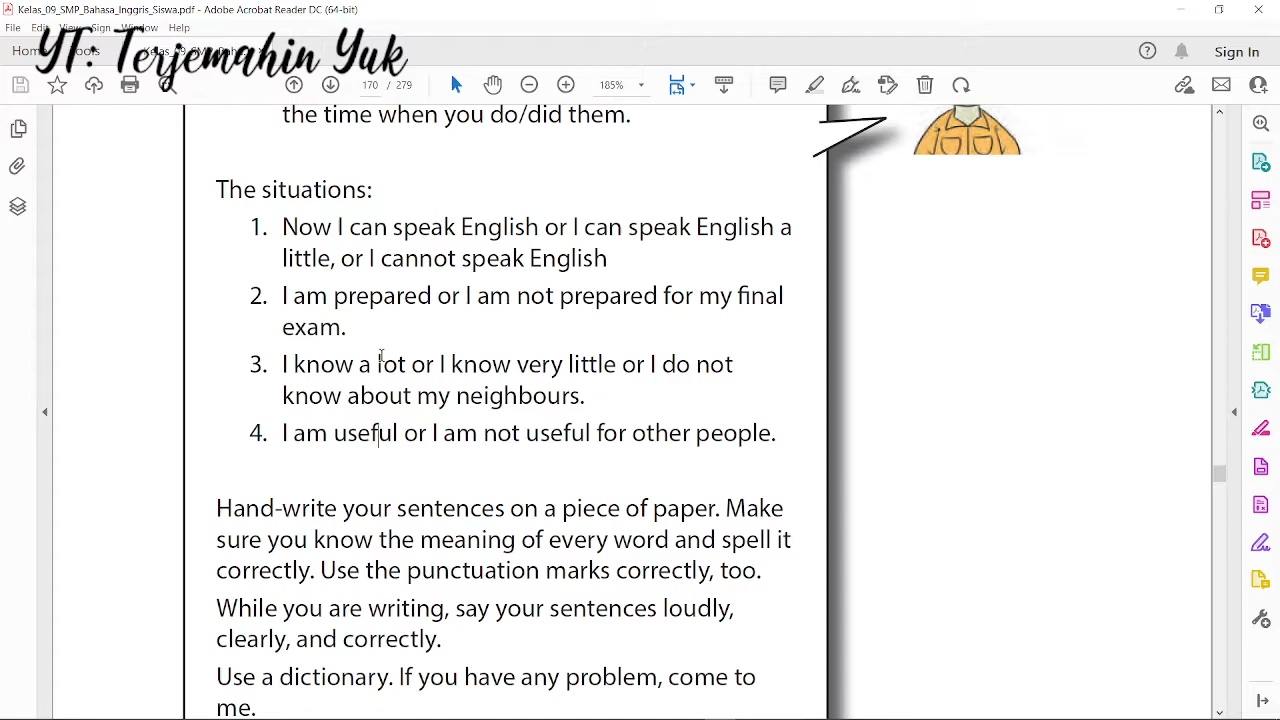 Kelas_09_SMP_Bahasa_Inggris_Siswa.pdf - Adobe Acrobat Reader DC (64-bit)
File Edit View Sign Window Help
YT: Terjemahin Yuk
Home Tools
Sign In
170 / 279
185%
the time when you do/did them.
The situations:
1. Now I can speak English or I can speak English a
little, or I cannot speak English
2. I am prepared or I am not prepared for my final
exam.
3. I know a lot or I know very little or I do not
know about my neighbours.
4. I am useful or I am not useful for other people.
Hand-write your sentences on a piece of paper. Make
sure you know the meaning of every word and spell it
correctly. Use the punctuation marks correctly, too.
While you are writing, say your sentences loudly,
clearly, and correctly.
Use a dictionary. If you have any problem, come to
me.